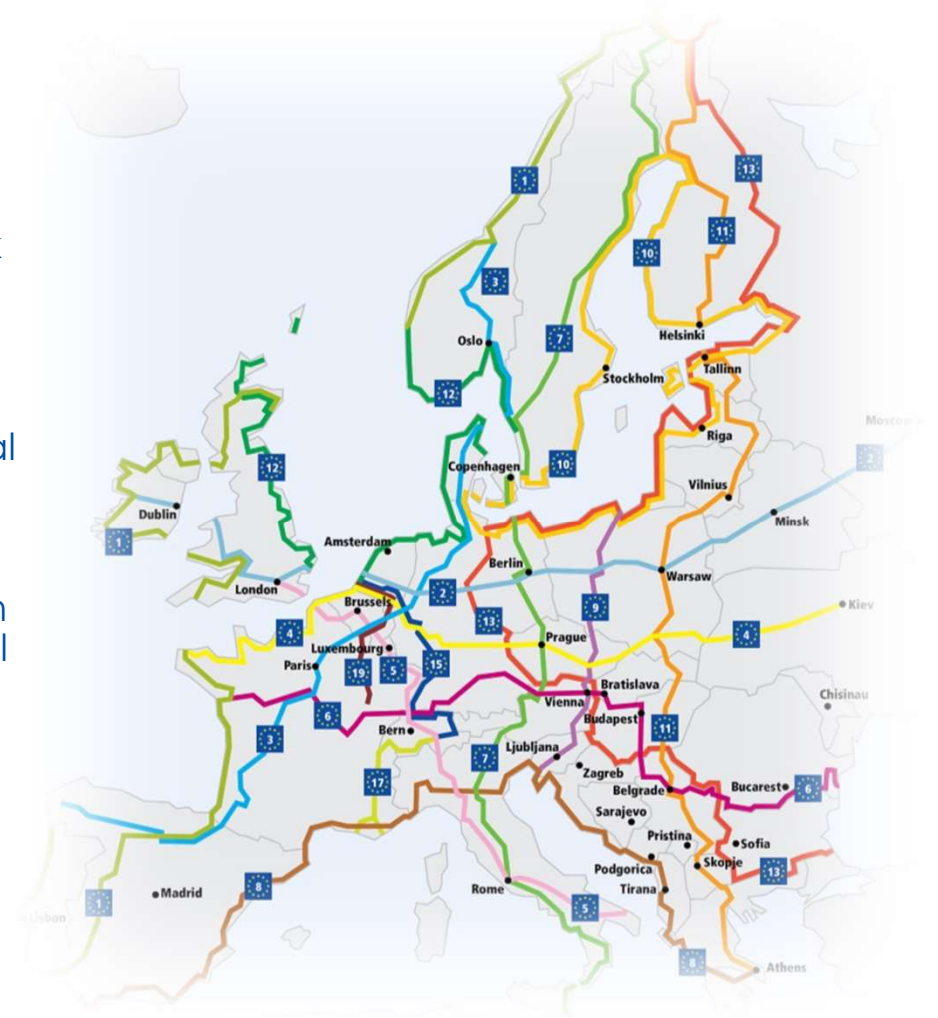 1
13
11
10
3
Oslo
7
Helsinki
Tallinn
Stockholm
12
al
Moscow
Riga
2
Copenhagen
10
12
Vilnius
Dublin
Minsk
1
Amsterdam
Berlin
London
Warsaw
2
Brussels
9
Kiev
13
4
Prague
4
Luxembourg
Paris
19
5
15
Bratislava
Chisinau
Vienna
6
Budapest
11
Bern
3
Ljubljana
7
Zagreb
17
Belgrade
Bucarest
6
Sarajevo
Pristina
Sofia
Skopje
Podgorica
13
Rome
Tirana
8
Madrid
1
5
Lisbon
8
Athens